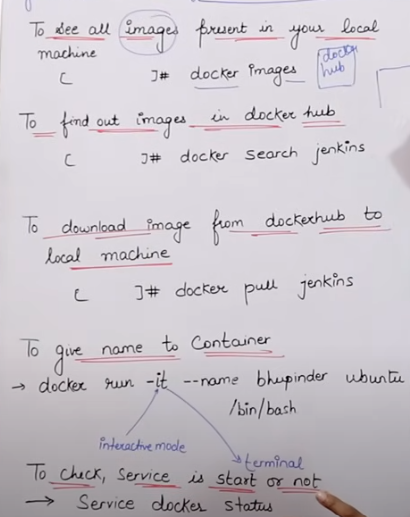 To see all images present in your local
machine
[ ]# docker images
docker
hub
To find out images in docker hub
[ ]# docker search jenkins
To download image from dockerhub to
local machine
[ ]# docker pull jenkins
To give name to Container
→ docker run -it --name bhupinder ubuntu
/bin/bash
interactive mode
terminal
To check, service is start or not
→ Service docker status